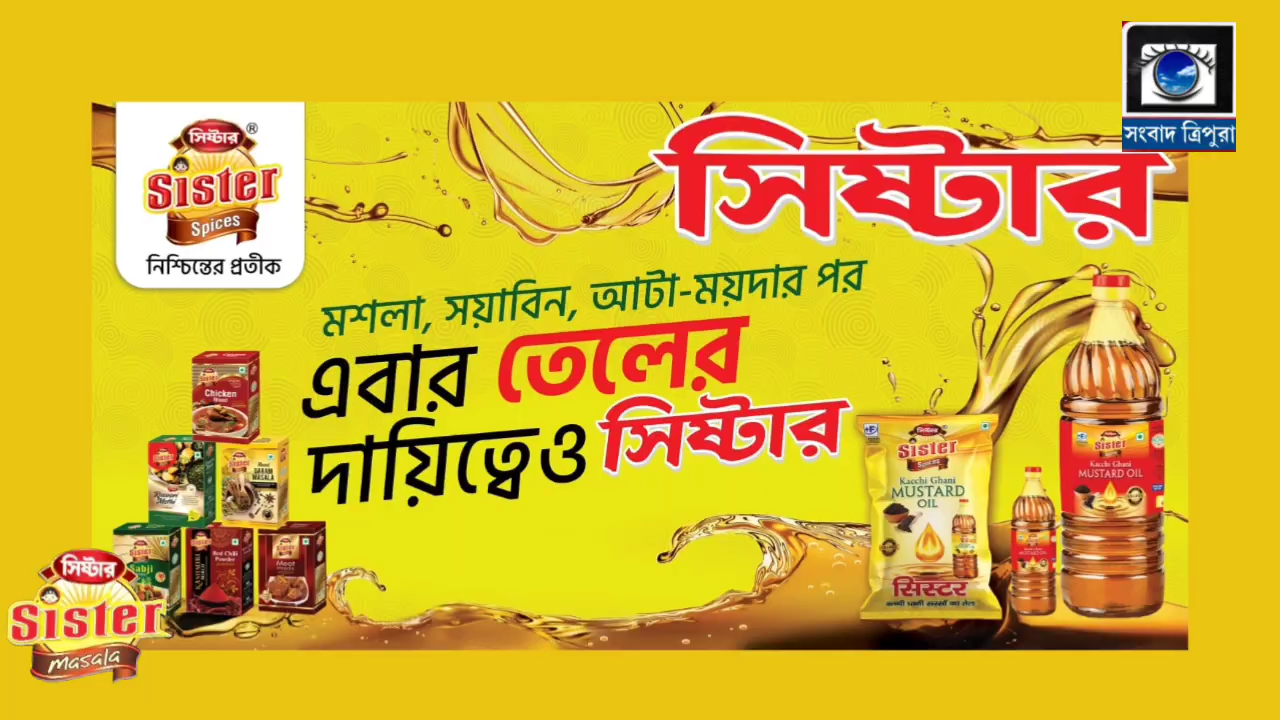 সংবাদ ত্রিপুরা
সিষ্টার
সিষ্টার ®
Sister
Spices
নিশ্চিন্তের প্রতীক
মশলা, সয়াবিন, আটা-ময়দার পর
এবার তেলের
দায়িত্বেও সিষ্টার
Chicken
GARAM
MASALA
Sabji
Red Chilli
Powder
Meat
Sister
Kacchi Ghani
MUSTARD
OIL
सिस्टर
Sister
Kacchi Ghani
MUSTARD OIL
সিষ্টার
Sister
masala